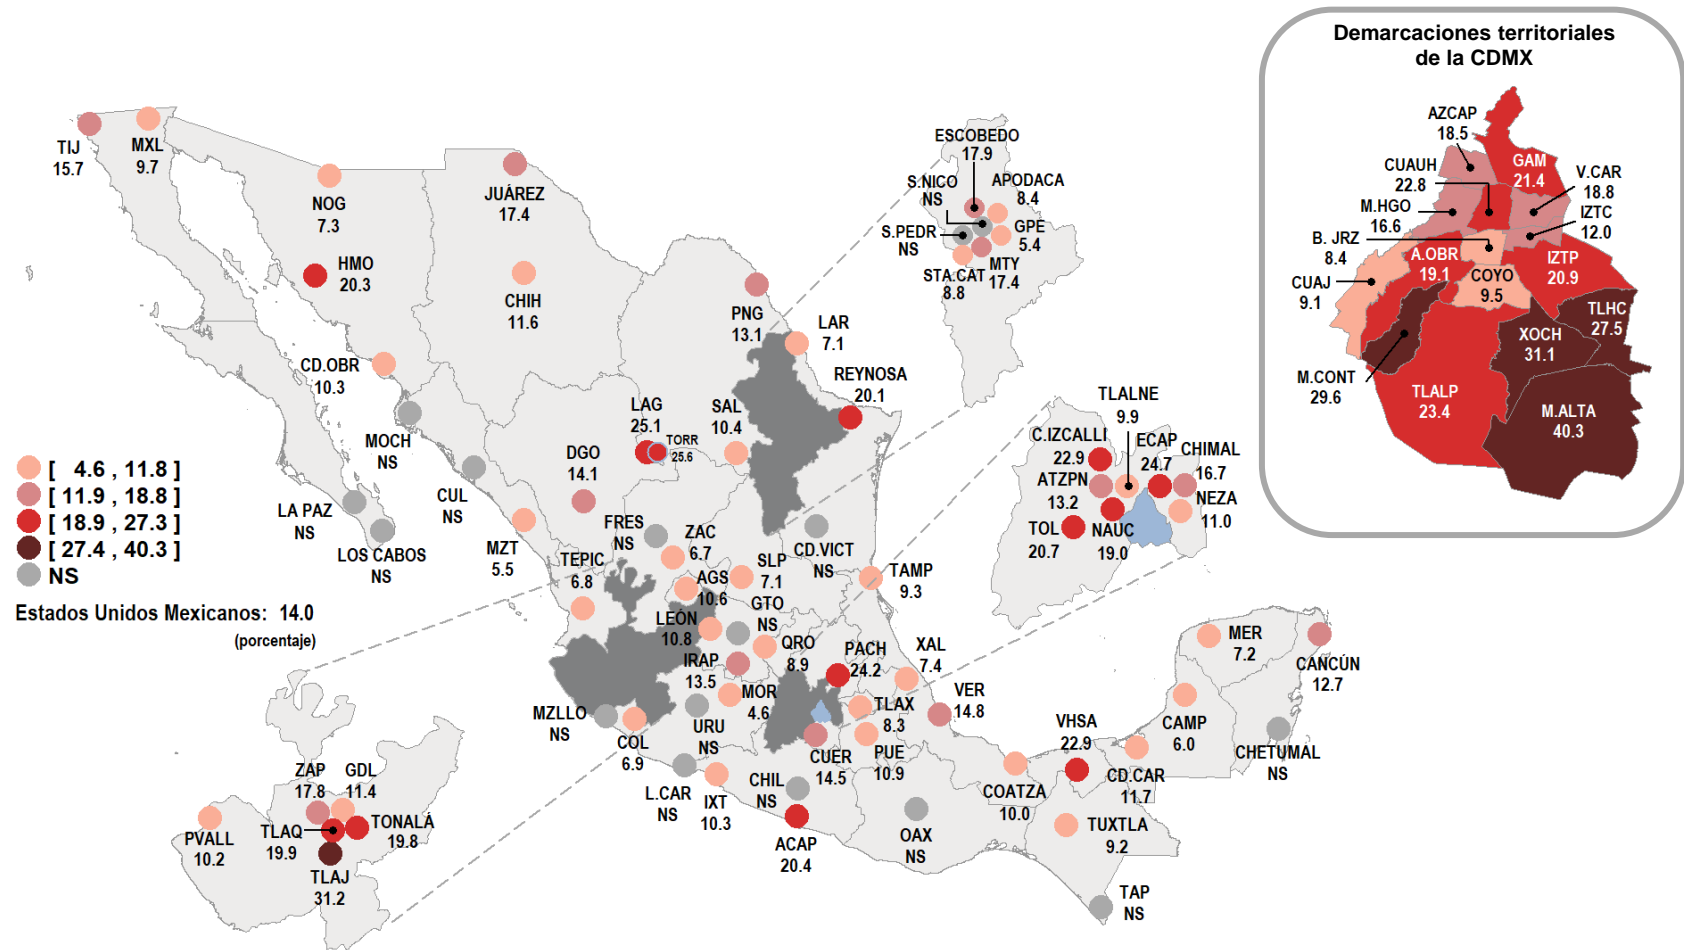 Demarcaciones territoriales
de la CDMX
AZCAP
18.5
CUAUH
22.8
GAM
21.4
V.CAR
18.8
M.HGO
16.6
IZTC
12.0
B. JRZ
8.4
A.OBR
19.1
IZTP
20.9
CUAJ
9.1
COYO
9.5
TLHC
27.5
XOCH
31.1
M.CONT
29.6
TLALP
23.4
M.ALTA
40.3
TIJ
15.7
MXL
9.7
NOG
7.3
JUÁREZ
17.4
HMO
20.3
CHIH
11.6
CD.OBR
10.3
PNG
13.1
LAR
7.1
REYNOSA
20.1
ESCOBEDO
17.9
S.NICO
NS
APODACA
8.4
S.PEDR
NS
GPE
5.4
STA.CAT
8.8
MTY
17.4
LAG
25.1
TORR
25.6
SAL
10.4
MOCH
NS
DGO
14.1
CUL
NS
LA PAZ
NS
LOS CABOS
NS
MZT
5.5
FRES
NS
ZAC
6.7
CD.VICT
NS
TEPIC
6.8
AGS
10.6
SLP
7.1
TAMP
9.3
GTO
NS
LEÓN
10.8
QRO
8.9
IRAP
13.5
PACH
24.2
XAL
7.4
MOR
4.6
TLAX
8.3
VER
14.8
MZLLO
NS
COL
6.9
URU
NS
CUER
14.5
PUE
10.9
L.CAR
NS
IXT
10.3
CHIL
NS
ACAP
20.4
OAX
NS
COATZA
10.0
VHSA
22.9
CD.CAR
11.7
TUXTLA
9.2
TAP
NS
MER
7.2
CANCÚN
12.7
CAMP
6.0
CHETUMAL
NS
TLALNE
9.9
C.IZCALLI
22.9
ECAP
24.7
CHIMAL
16.7
ATZPN
13.2
NEZA
11.0
TOL
20.7
NAUC
19.0
[ 4.6 , 11.8 ]
[ 11.9 , 18.8 ]
[ 18.9 , 27.3 ]
[ 27.4 , 40.3 ]
NS
Estados Unidos Mexicanos: 14.0
(porcentaje)
ZAP
17.8
GDL
11.4
PVALL
10.2
TLAQ
19.9
TONALÁ
19.8
TLAJ
31.2